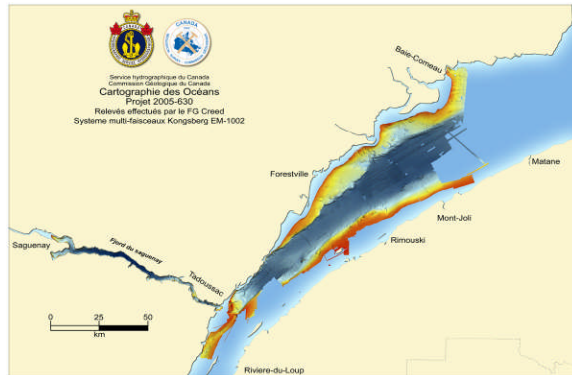 CANADA
Service hydrographique du Canada
Commission Géologique du Canada
Cartographie des Océans
Projet 2005-630
Relevés effectués par le FG Creed
Systeme multi-faisceaux Kongsberg EM-1002
Baie-Comeau
Forestville
Matane
Mont-Joli
Rimouski
Saguenay
Fjord du saguenay
Tadoussac
0 25 50
km
Riviere-du-Loup